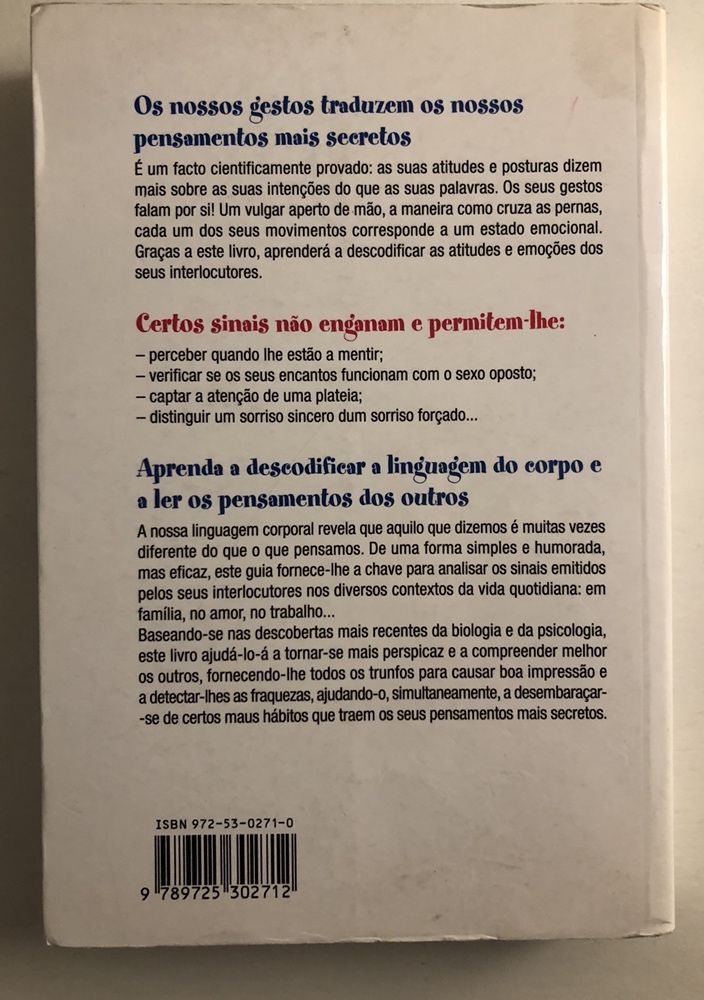 Os nossos gestos traduzem os nossos
pensamentos mais secretos
É um facto cientificamente provado: as suas atitudes e posturas dizem
mais sobre as suas intenções do que as suas palavras. Os seus gestos
falam por si! Um vulgar aperto de mão, a maneira como cruza as pernas,
cada um dos seus movimentos corresponde a um estado emocional.
Graças a este livro, aprenderá a descodificar as atitudes e emoções dos
seus interlocutores.
Certos sinais não enganam e permitem-lhe:
– perceber quando lhe estão a mentir;
– verificar se os seus encantos funcionam com o sexo oposto;
– captar a atenção de uma plateia;
– distinguir um sorriso sincero dum sorriso forçado...
Aprenda a descodificar a linguagem do corpo e
a ler os pensamentos dos outros
A nossa linguagem corporal revela que aquilo que dizemos é muitas vezes
diferente do que o que pensamos. De uma forma simples e humorada,
mas eficaz, este guia fornece-lhe a chave para analisar os sinais emitidos
pelos seus interlocutores nos diversos contextos da vida quotidiana: em
família, no amor, no trabalho...
Baseando-se nas descobertas mais recentes da biologia e da psicologia,
este livro ajudá-lo-á a tornar-se mais perspicaz e a compreender melhor
os outros, fornecendo-lhe todos os trunfos para causar boa impressão e
a detectar-lhes as fraquezas, ajudando-o, simultaneamente, a desembaraçar-
-se de certos maus hábitos que traem os seus pensamentos mais secretos.
ISBN 972-53-0271-0
9 789725 302712